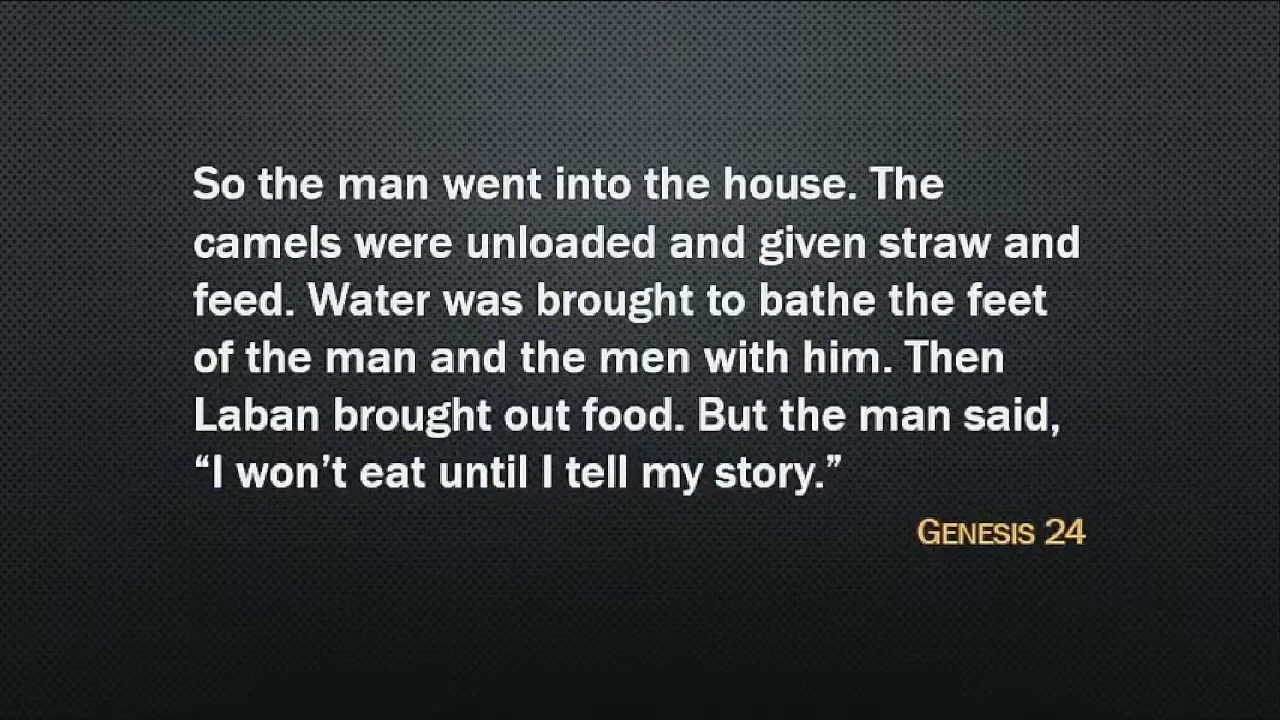 So the man went into the house. The
camels were unloaded and given straw and
feed. Water was brought to bathe the feet
of the man and the men with him. Then
Laban brought out food. But the man said,
“I won’t eat until I tell my story.”
GENESIS 24